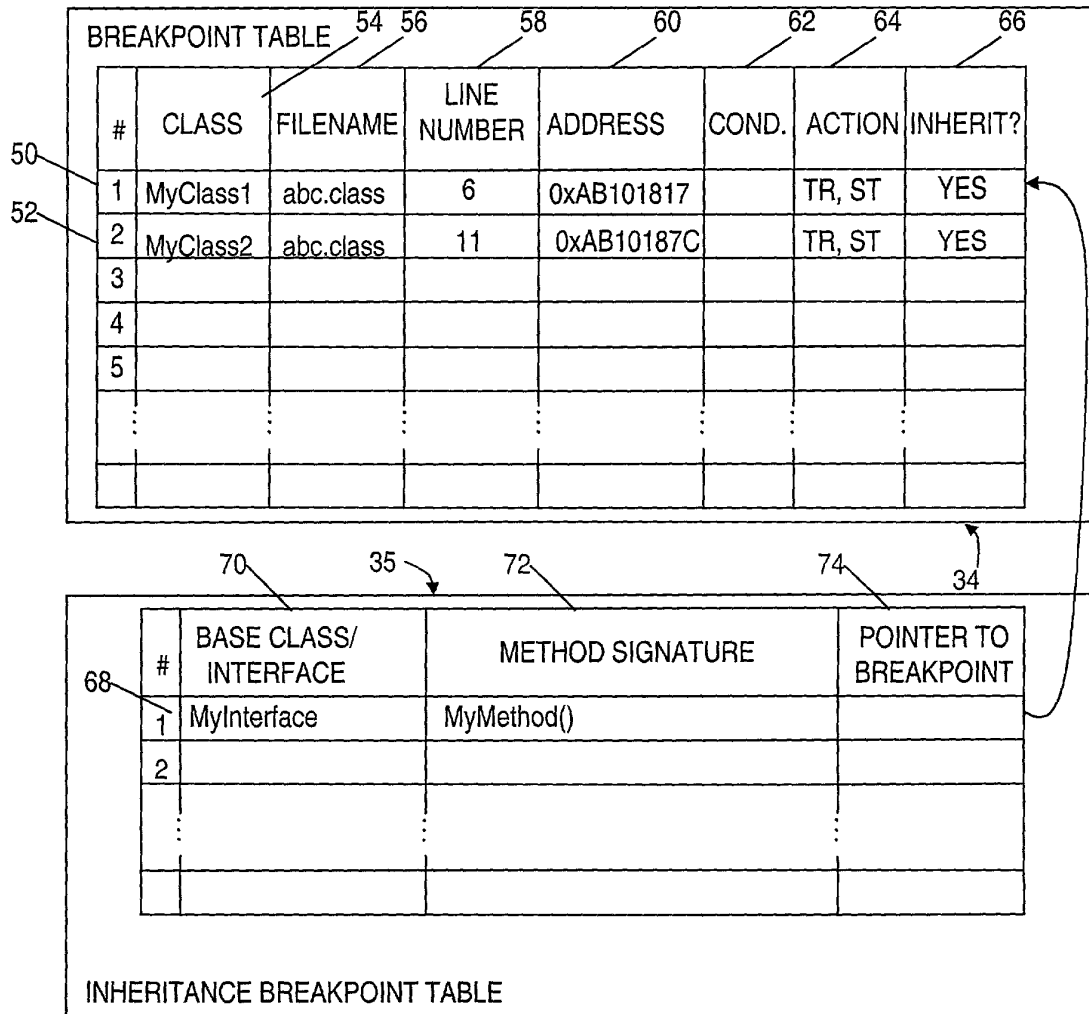 54 56 58 60 62 64 66
BREAKPOINT TABLE
# CLASS FILENAME LINE NUMBER ADDRESS COND. ACTION INHERIT?
50
1 MyClass1 abc.class 6 0xAB101817 TR, ST YES
52
2 MyClass2 abc.class 11 0xAB10187C TR, ST YES
3
4
5
34
70 35 72 74
# BASE CLASS/ INTERFACE METHOD SIGNATURE POINTER TO BREAKPOINT
68
1 MyInterface MyMethod()
2
INHERITANCE BREAKPOINT TABLE